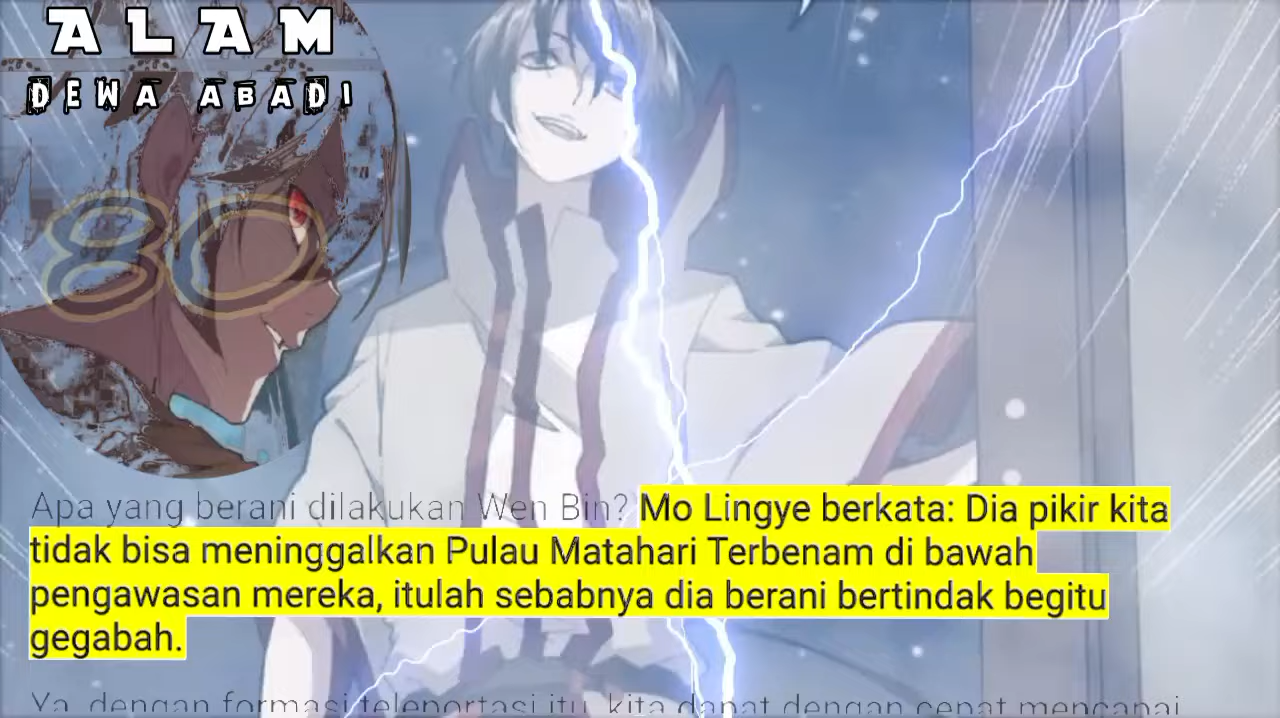 ALAM
DEWA ABADI
80
Apa yang berani dilakukan Wen Bin? Mo Lingye berkata: Dia pikir kita
tidak bisa meninggalkan Pulau Matahari Terbenam di bawah
pengawasan mereka, itulah sebabnya dia berani bertindak begitu
gegabah.
Ya, dengan formasi teleportasi itu, kita dapat dengan cepat mencapai